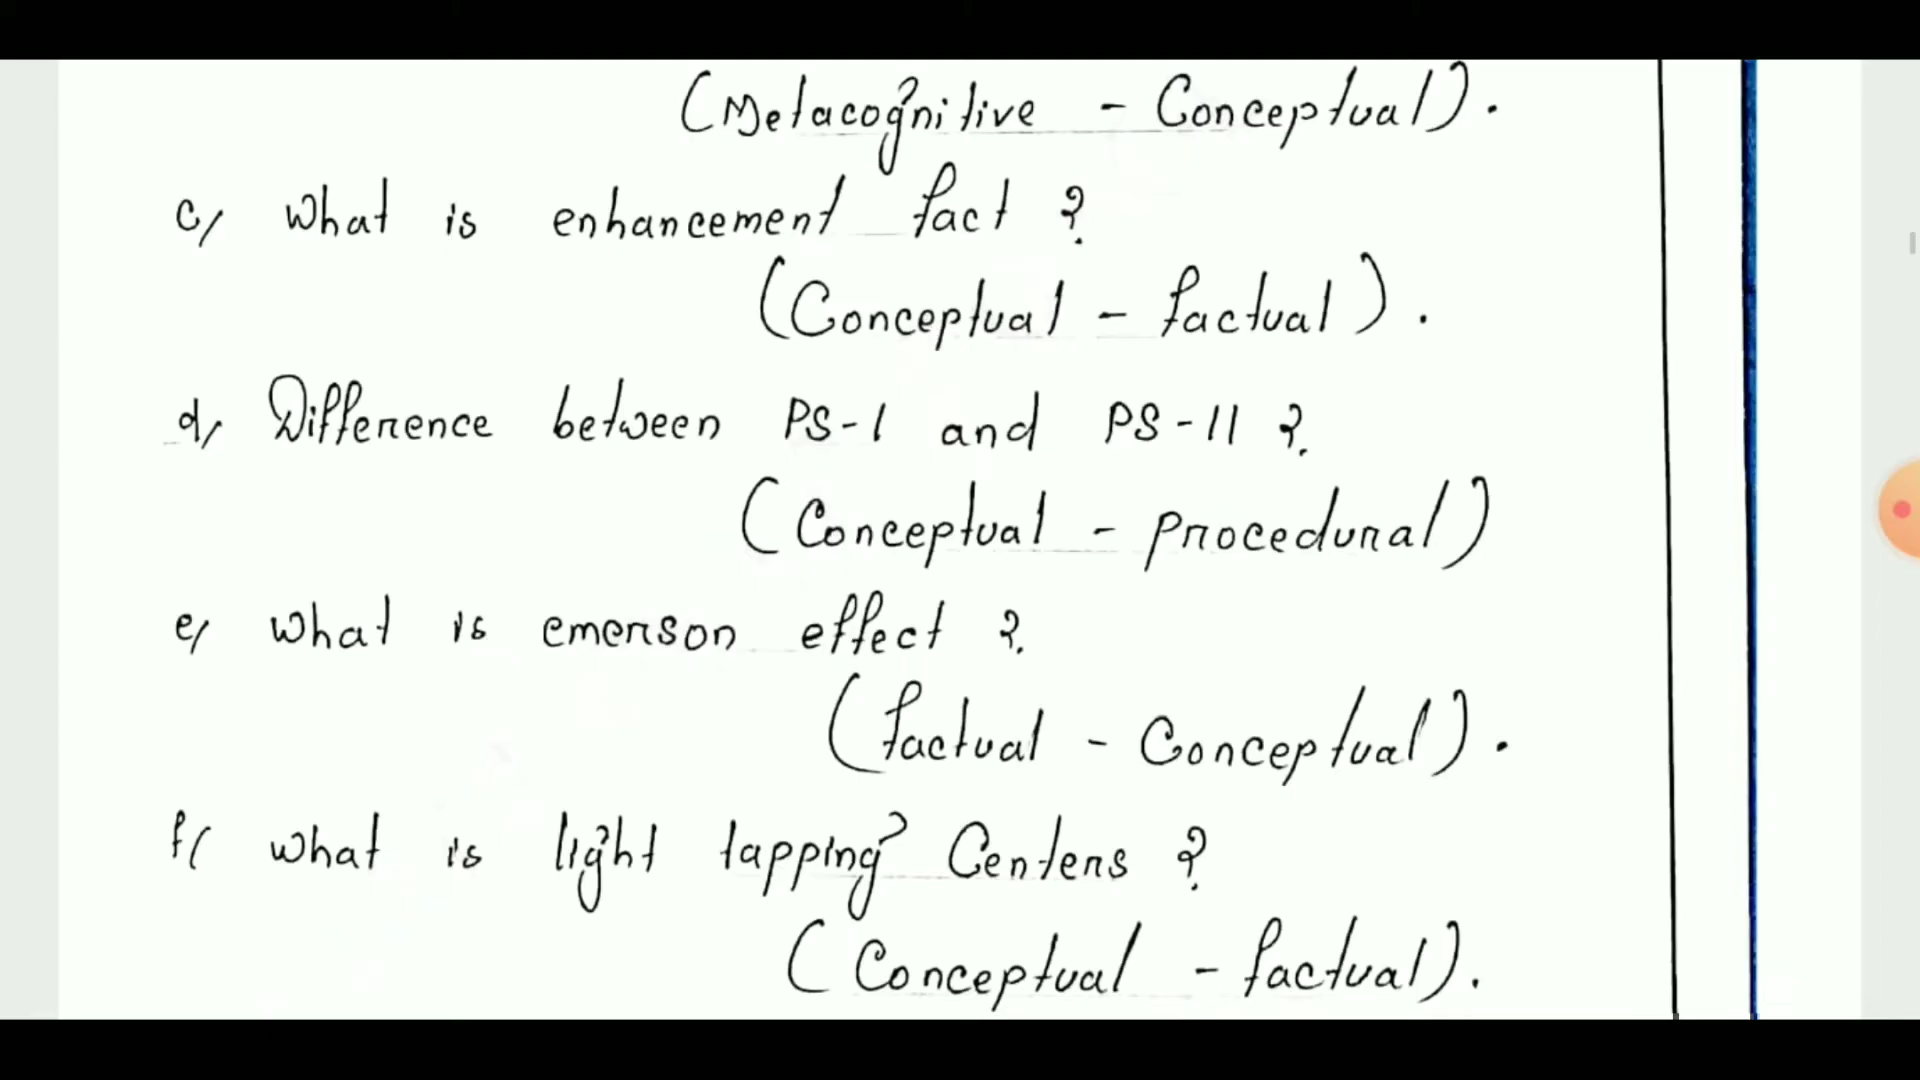 (Metacognitive - Conceptual).
c/ What is enhancement fact ?
(Conceptual - factual).
d/ Difference between PS-I and PS-II ?
(Conceptual - procedural)
e/ What is emerson effect ?
(factual - Conceptual).
f/ What is light tapping Centers ?
(Conceptual - factual).